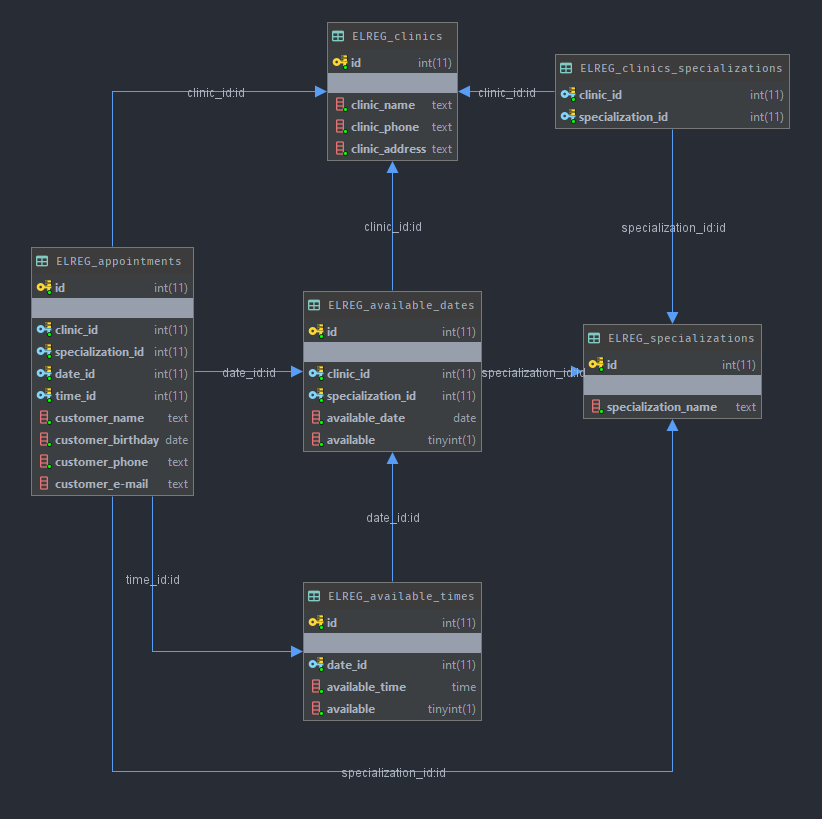 ELREG_clinics
id int(11)
clinic_name text
clinic_phone text
clinic_address text
ELREG_clinics_specializations
clinic_id int(11)
specialization_id int(11)
clinic_id:id
clinic_id:id
clinic_id:id
specialization_id:id
ELREG_appointments
id int(11)
clinic_id int(11)
specialization_id int(11)
date_id int(11)
time_id int(11)
customer_name text
customer_birthday date
customer_phone text
customer_e-mail text
date_id:id
ELREG_available_dates
id int(11)
clinic_id int(11)
specialization_id int(11)
available_date date
available tinyint(1)
specialization_id:id
ELREG_specializations
id int(11)
specialization_name text
date_id:id
time_id:id
ELREG_available_times
id int(11)
date_id int(11)
available_time time
available tinyint(1)
specialization_id:id